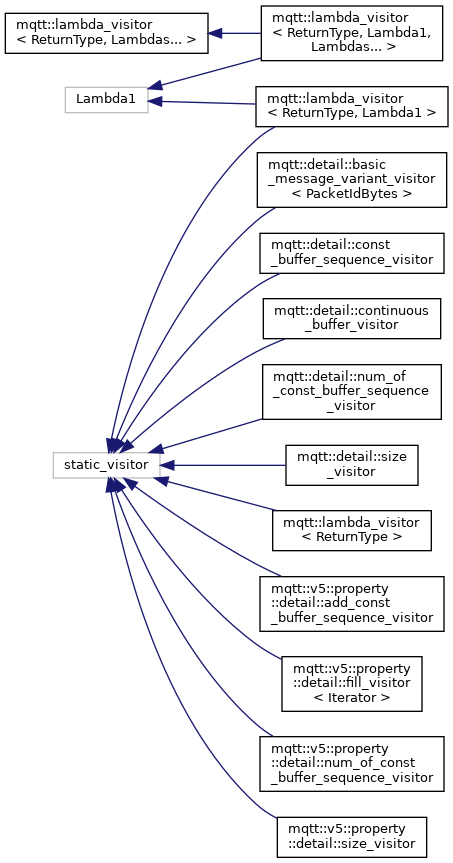 mqtt::lambda_visitor
< ReturnType, Lambdas... >
mqtt::lambda_visitor
< ReturnType, Lambda1,
Lambdas... >
Lambda1
mqtt::lambda_visitor
< ReturnType, Lambda1 >
mqtt::detail::basic
_message_variant_visitor
< PacketIdBytes >
mqtt::detail::const
_buffer_sequence_visitor
mqtt::detail::continuous
_buffer_visitor
mqtt::detail::num_of
_const_buffer_sequence
_visitor
static_visitor
mqtt::detail::size
_visitor
mqtt::lambda_visitor
< ReturnType >
mqtt::v5::property
::detail::add_const
_buffer_sequence_visitor
mqtt::v5::property
::detail::fill_visitor
< Iterator >
mqtt::v5::property
::detail::num_of_const
_buffer_sequence_visitor
mqtt::v5::property
::detail::size_visitor